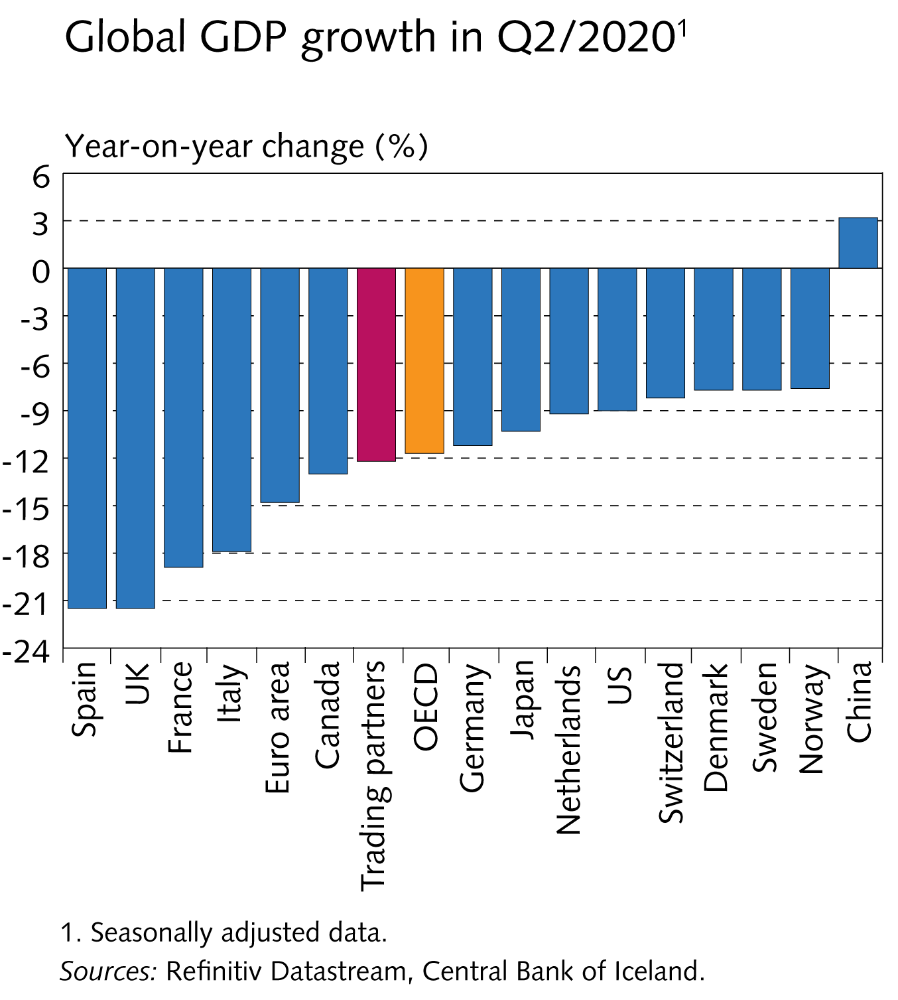 Global GDP growth in Q2/2020¹
Year-on-year change (%)
6
3
0
-3
-6
-9
-12
-15
-18
-21
-24
Spain
UK
France
Italy
Euro area
Canada
Trading partners
OECD
Germany
Japan
Netherlands
US
Switzerland
Denmark
Sweden
Norway
China
1. Seasonally adjusted data.
Sources: Refinitiv Datastream, Central Bank of Iceland.